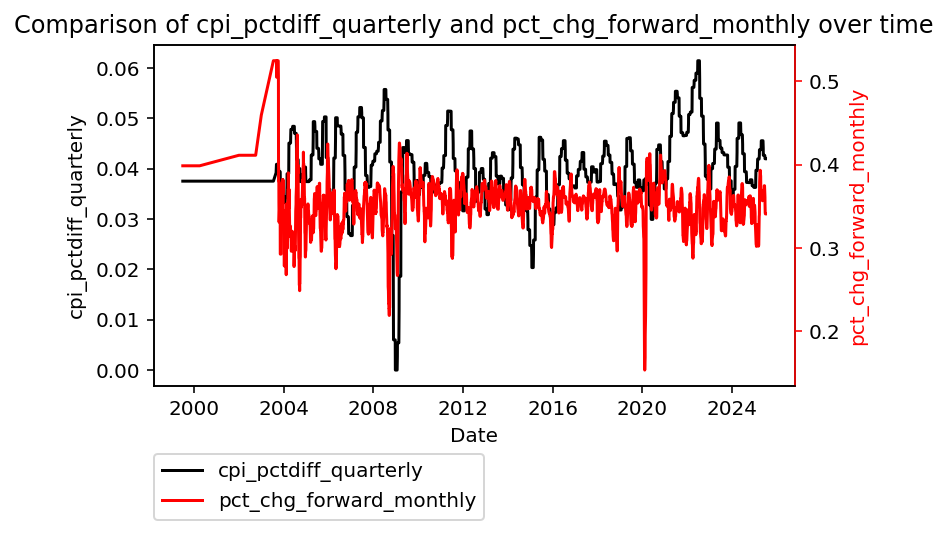 Comparison of cpi_pctdiff_quarterly and pct_chg_forward_monthly over time
cpi_pctdiff_quarterly
0.06
0.05
0.04
0.03
0.02
0.01
0.00
0.5
0.4
0.3
0.2
pct_chg_forward_monthly
2000 2004 2008 2012 2016 2020 2024
Date
cpi_pctdiff_quarterly
pct_chg_forward_monthly